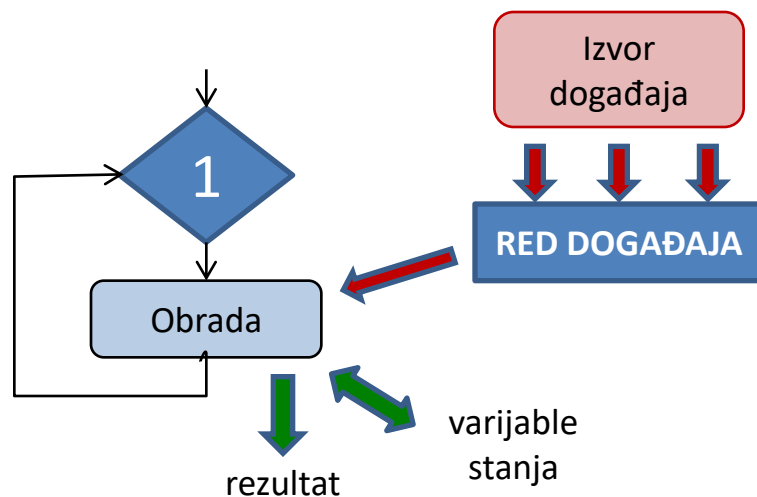 Izvor
događaja
1
RED DOGAĐAJA
Obrada
varijable
stanja
rezultat